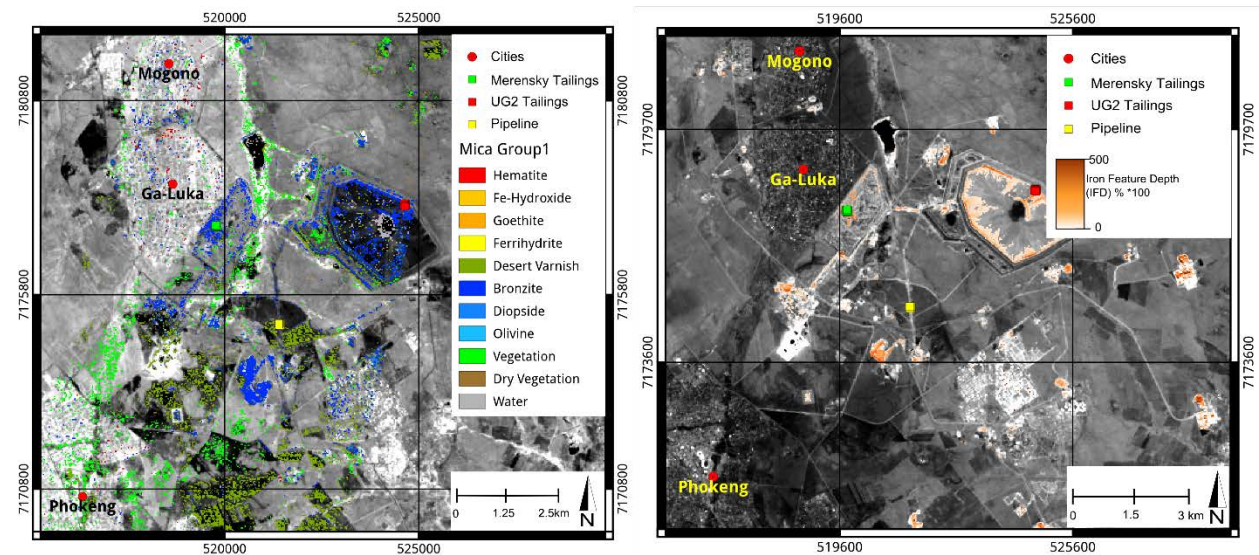 520000
525000
Cities
Merensky Tailings
UG2 Tailings
Pipeline
Mica Group1
Hematite
Fe-Hydroxide
Goethite
Ferrihydrite
Desert Varnish
Bronzite
Diopside
Olivine
Vegetation
Dry Vegetation
Water
Mogono
Ga-Luka
Phokeng
7180800
7175800
7170800
7180800
7175800
7170800
0
1.25
2.5km
N
520000
525000
519600
525600
Cities
Merensky Tailings
UG2 Tailings
Pipeline
500
Iron Feature Depth
(IFD) % *100
0
Mogono
Ga-Luka
Phokeng
7179700
7173600
7179700
7173600
0
1.5
3 km
N
519600
525600